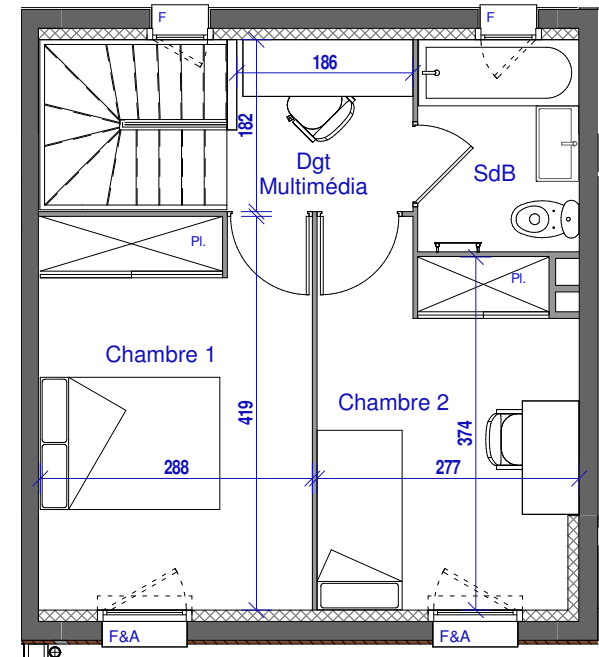 F
F
186
182
Dgt
Multimédia
SdB
Pl.
Pl.
Chambre 1
Chambre 2
419
374
288
277
F&A
F&A